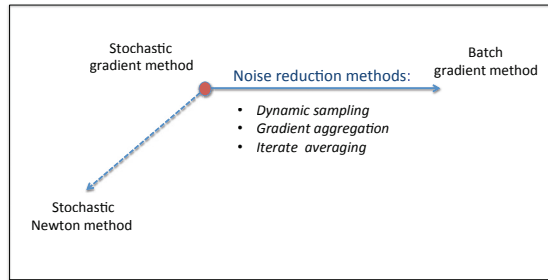 Stochastic
gradient method
Batch
gradient method
Noise reduction methods:
• Dynamic sampling
• Gradient aggregation
• Iterate averaging
Stochastic
Newton method